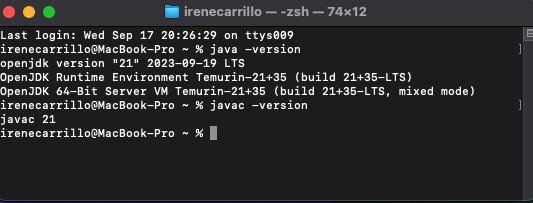 irenecarrillo — -zsh — 74×12
Last login: Wed Sep 17 20:26:29 on ttys009
irenecarrillo@MacBook-Pro ~ % java -version
openjdk version "21" 2023-09-19 LTS
OpenJDK Runtime Environment Temurin-21+35 (build 21+35-LTS)
OpenJDK 64-Bit Server VM Temurin-21+35 (build 21+35-LTS, mixed mode)
irenecarrillo@MacBook-Pro ~ % javac -version
javac 21
irenecarrillo@MacBook-Pro ~ %